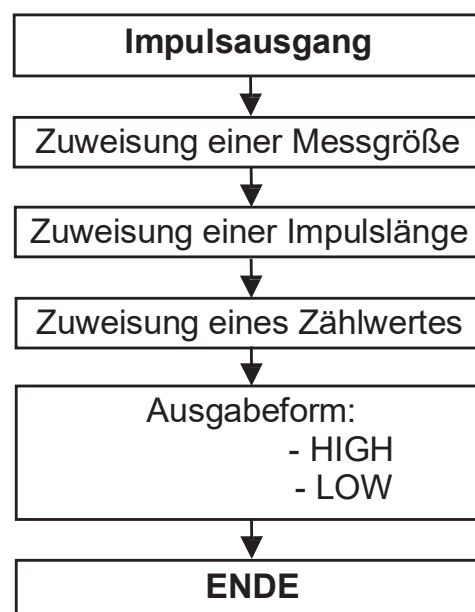 Impulsausgang
Zuweisung einer Messgröße
Zuweisung einer Impulslänge
Zuweisung eines Zählwertes
Ausgabeform:
- HIGH
- LOW
ENDE